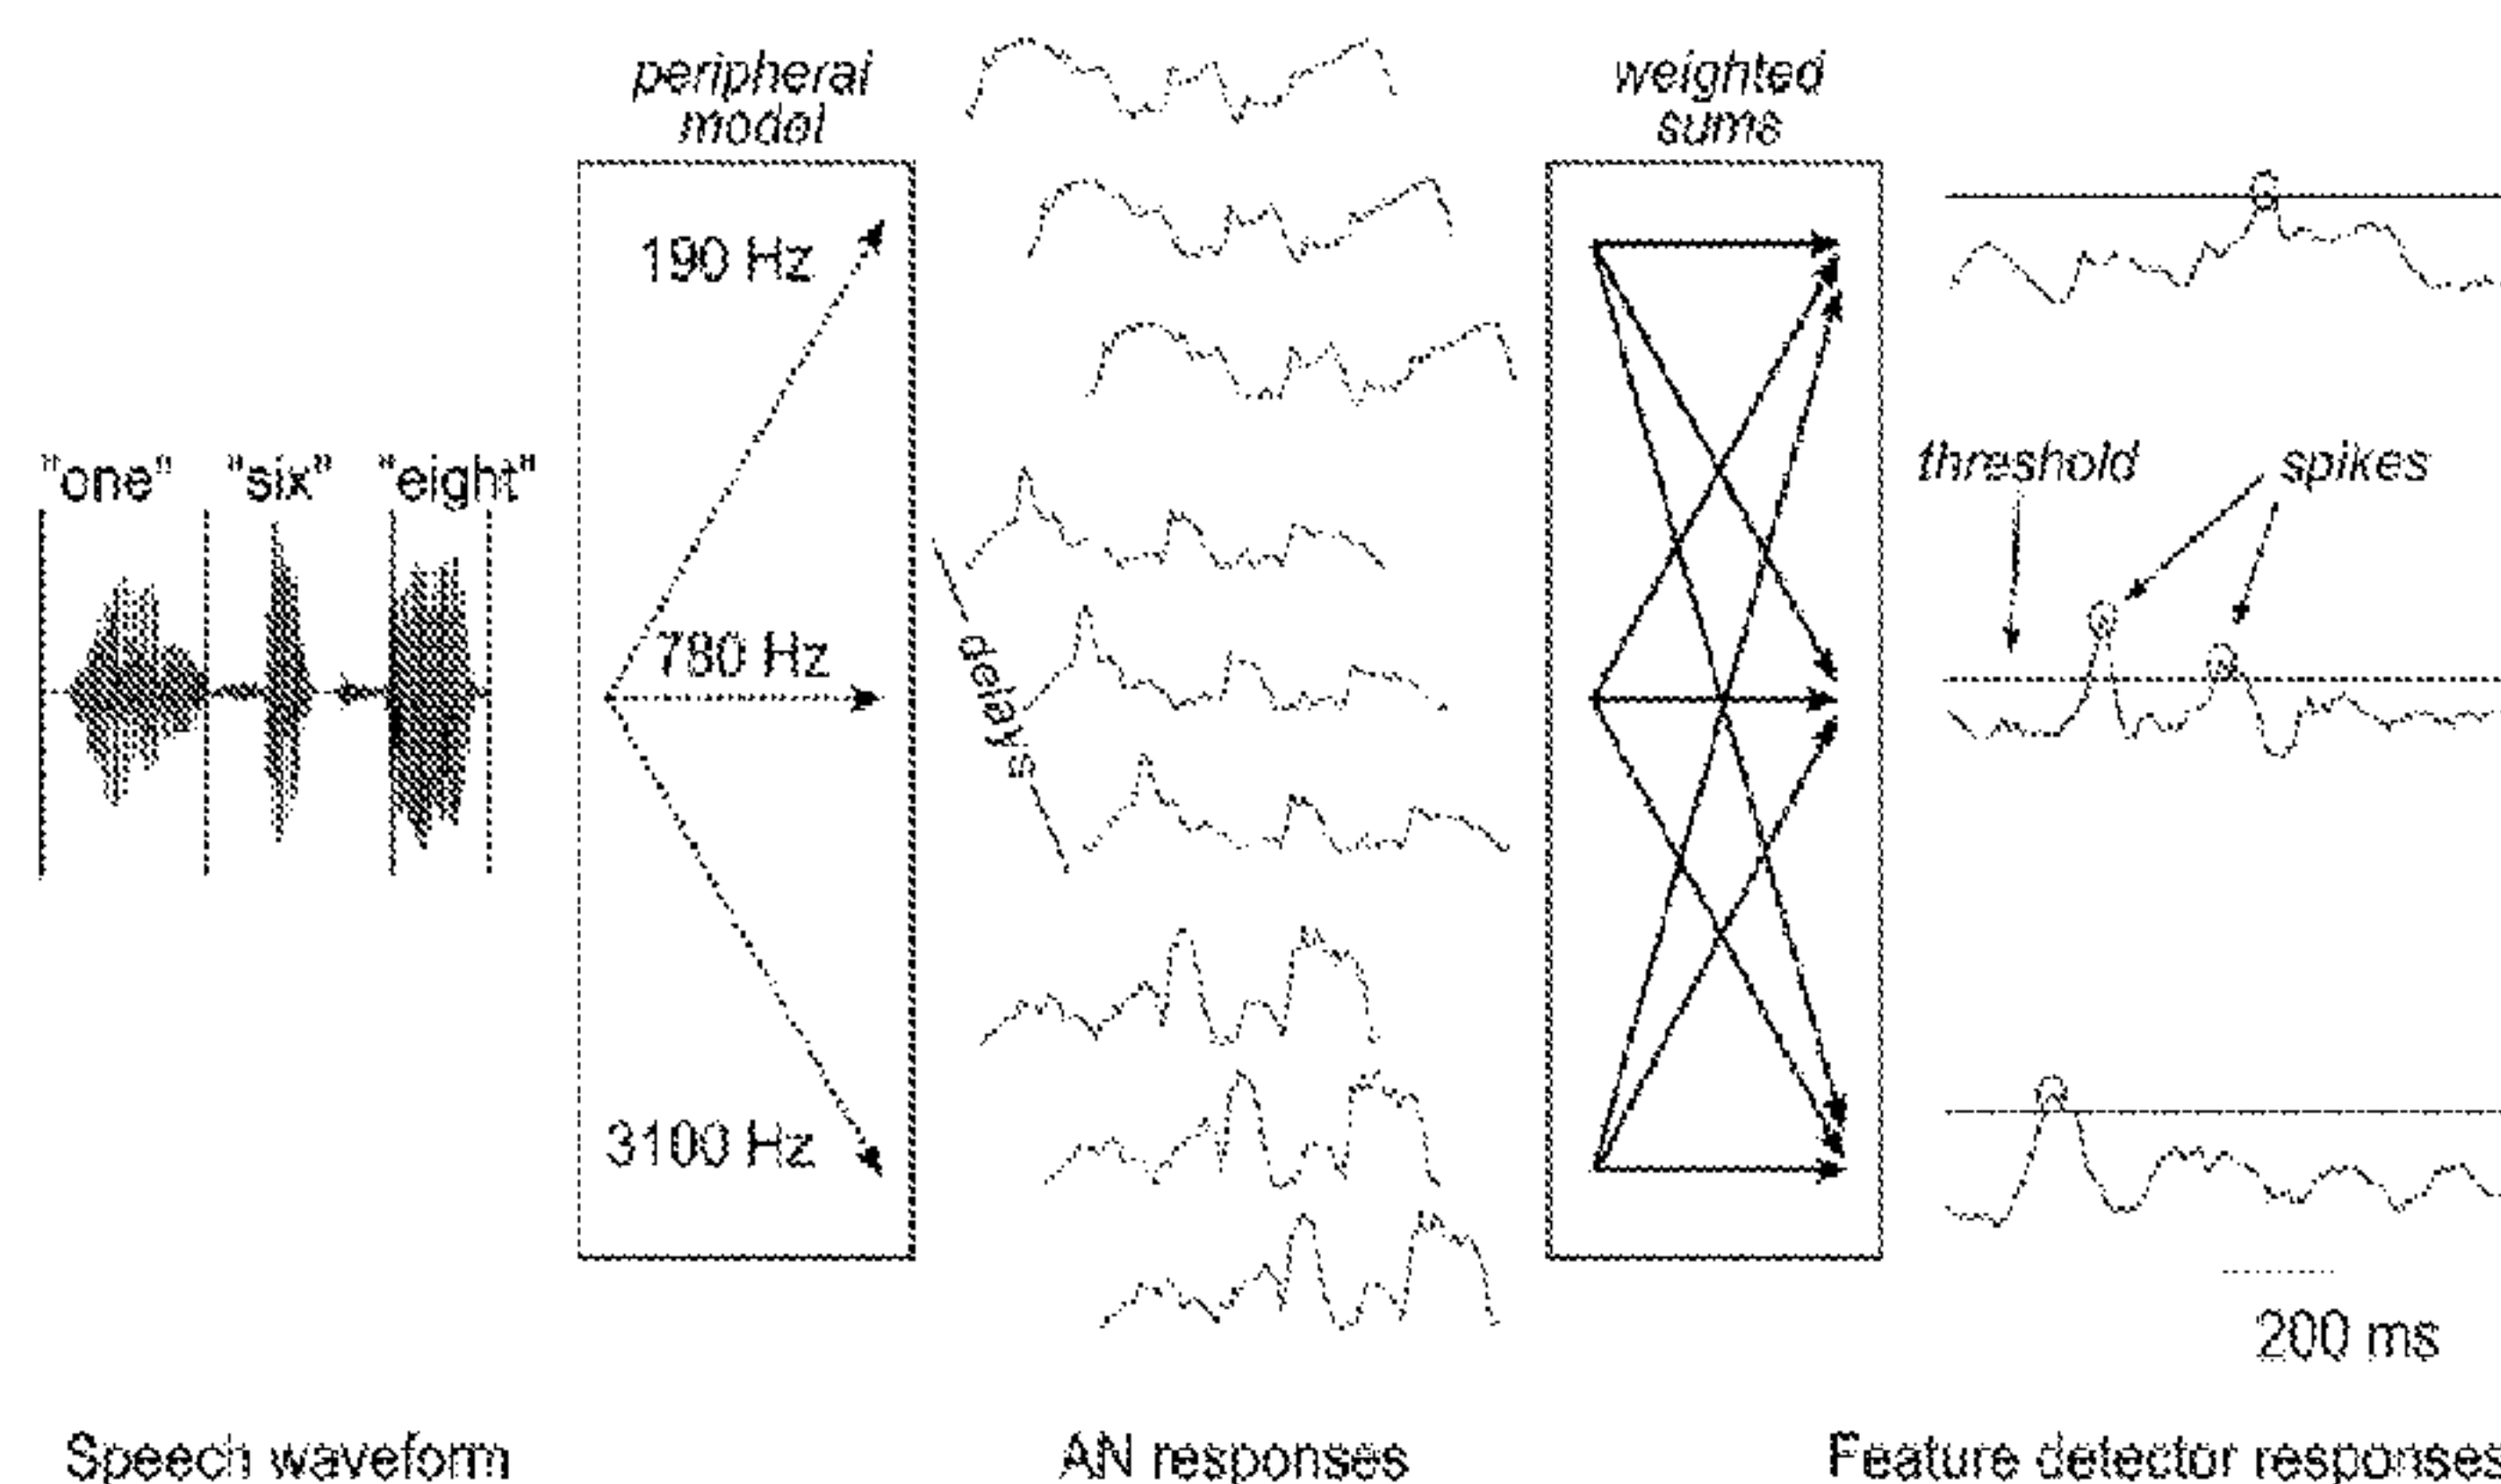 peripheral
model
weighted
sums
190 Hz
"one" "six" "eight"
threshold
spikes
780 Hz
delays
3100 Hz
200 ms
Speech waveform
AN responses
Feature detector responses